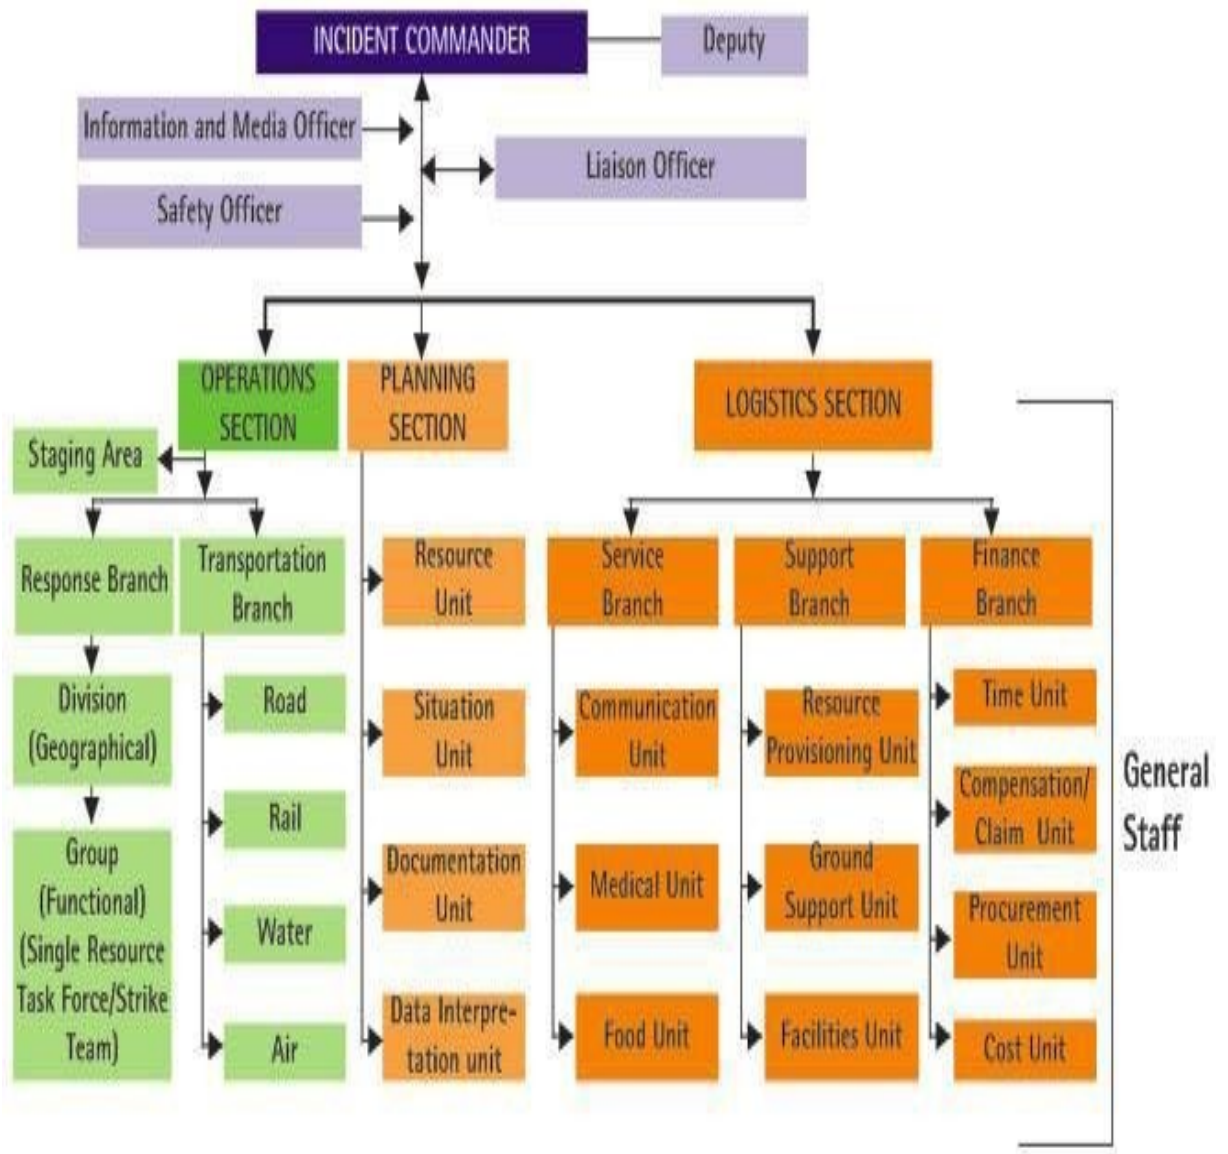 INCIDENT COMMANDER
Deputy
Information and Media Officer
Liaison Officer
Safety Officer
OPERATIONS
SECTION
PLANNING
SECTION
LOGISTICS SECTION
Staging Area
Response Branch
Transportation
Branch
Resource
Unit
Service
Branch
Support
Branch
Finance
Branch
Division
(Geographical)
Road
Situation
Unit
Communication
Unit
Resource
Provisioning Unit
Time Unit
General
Staff
Group
(Functional)
(Single Resource
Task Force/Strike
Team)
Rail
Water
Air
Documentation
Unit
Data Interpre-
tation unit
Medical Unit
Food Unit
Ground
Support Unit
Facilities Unit
Compensation/
Claim Unit
Procurement
Unit
Cost Unit